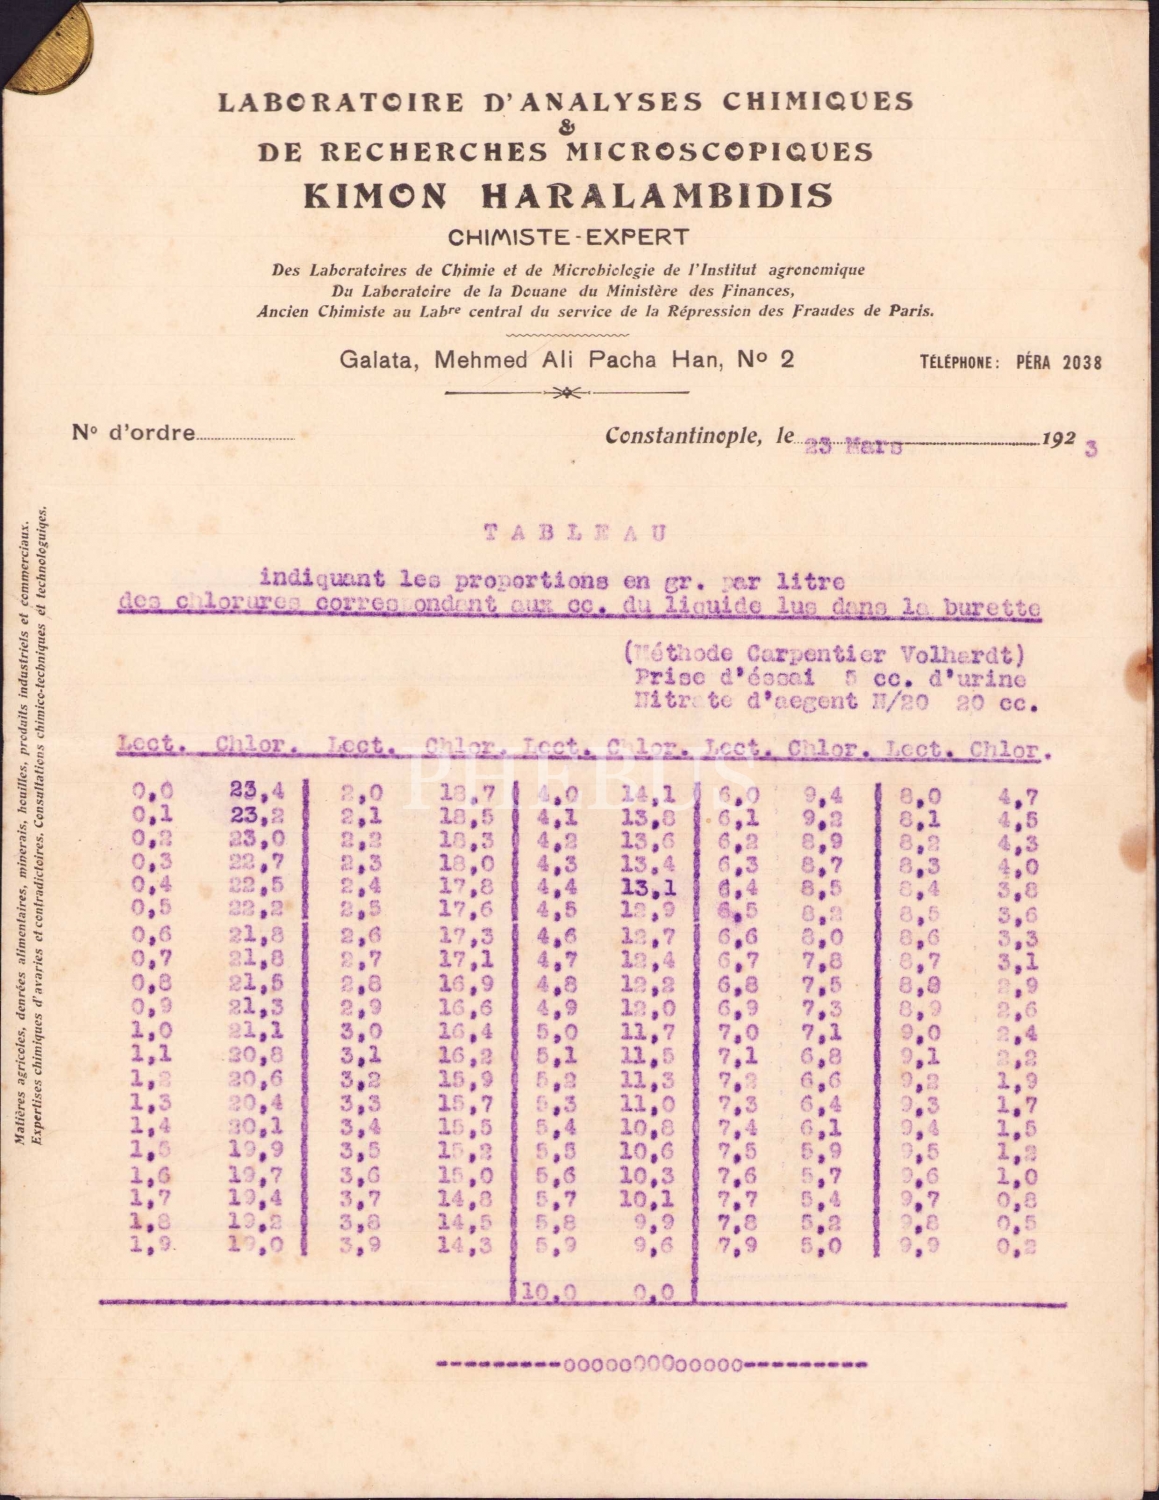 LABORATOIRE D'ANALYSES CHIMIQUES
&
DE RECHERCHES MICROSCOPIQUES
KIMON HARALAMBIDIS
CHIMISTE-EXPERT
Des Laboratoires de Chimie et de Microbiologie de l'Institut agronomique
Du Laboratoire de la Douane du Ministère des Finances,
Ancien Chimiste au Labre central du service de la Répression des Fraudes de Paris.
Galata, Mehmed Ali Pacha Han, No 2 TÉLÉPHONE: PÉRA 2038
No d'ordre
Constantinople, le 23 Mars 1923
Matières agricoles, denrées alimentaires, minerais, houilles, produits industriels et commerciaux.
Expertises chimiques d'avaries et contradictoires. Consultations chimico-techniques et technologuiqes.
TABLEAU
indiquant les proportions en gr. par litre
des chlorures correspondant aux cc. du liquide lus dans la burette
(Méthode Carpentier Volhardt)
Prise d'éssai 5 cc. d'urine
Nitrate d'aegent N/20 20 cc.
Lect. Chlor. Lect. Chlor. Lect. Chlor. Lect. Chlor. Lect. Chlor.
0,0 23,4 2,0 18,7 4,0 14,1 6,0 9,4 8,0 4,7
0,1 23,2 2,1 18,5 4,1 13,8 6,1 9,2 8,1 4,5
0,2 23,0 2,2 18,3 4,2 13,6 6,2 8,9 8,2 4,3
0,3 22,7 2,3 18,0 4,3 13,4 6,3 8,7 8,3 4,0
0,4 22,5 2,4 17,8 4,4 13,1 6,4 8,5 8,4 3,8
0,5 22,2 2,5 17,6 4,5 12,9 6,5 8,2 8,5 3,6
0,6 21,8 2,6 17,3 4,6 12,7 6,6 8,0 8,6 3,3
0,7 21,8 2,7 17,1 4,7 12,4 6,7 7,8 8,7 3,1
0,8 21,5 2,8 16,9 4,8 12,2 6,8 7,5 8,8 2,9
0,9 21,3 2,9 16,6 4,9 12,0 6,9 7,3 8,9 2,6
1,0 21,1 3,0 16,4 5,0 11,7 7,0 7,1 9,0 2,4
1,1 20,8 3,1 16,2 5,1 11,5 7,1 6,8 9,1 2,2
1,2 20,6 3,2 15,9 5,2 11,3 7,2 6,6 9,2 1,9
1,3 20,4 3,3 15,7 5,3 11,0 7,3 6,4 9,3 1,7
1,4 20,1 3,4 15,5 5,4 10,8 7,4 6,1 9,4 1,5
1,5 19,9 3,5 15,2 5,5 10,6 7,5 5,9 9,5 1,2
1,6 19,7 3,6 15,0 5,6 10,3 7,6 5,7 9,6 1,0
1,7 19,4 3,7 14,8 5,7 10,1 7,7 5,4 9,7 0,8
1,8 19,2 3,8 14,5 5,8 9,9 7,8 5,2 9,8 0,5
1,9 19,0 3,9 14,3 5,9 9,6 7,9 5,0 9,9 0,2
10,0 0,0
PHEBUS